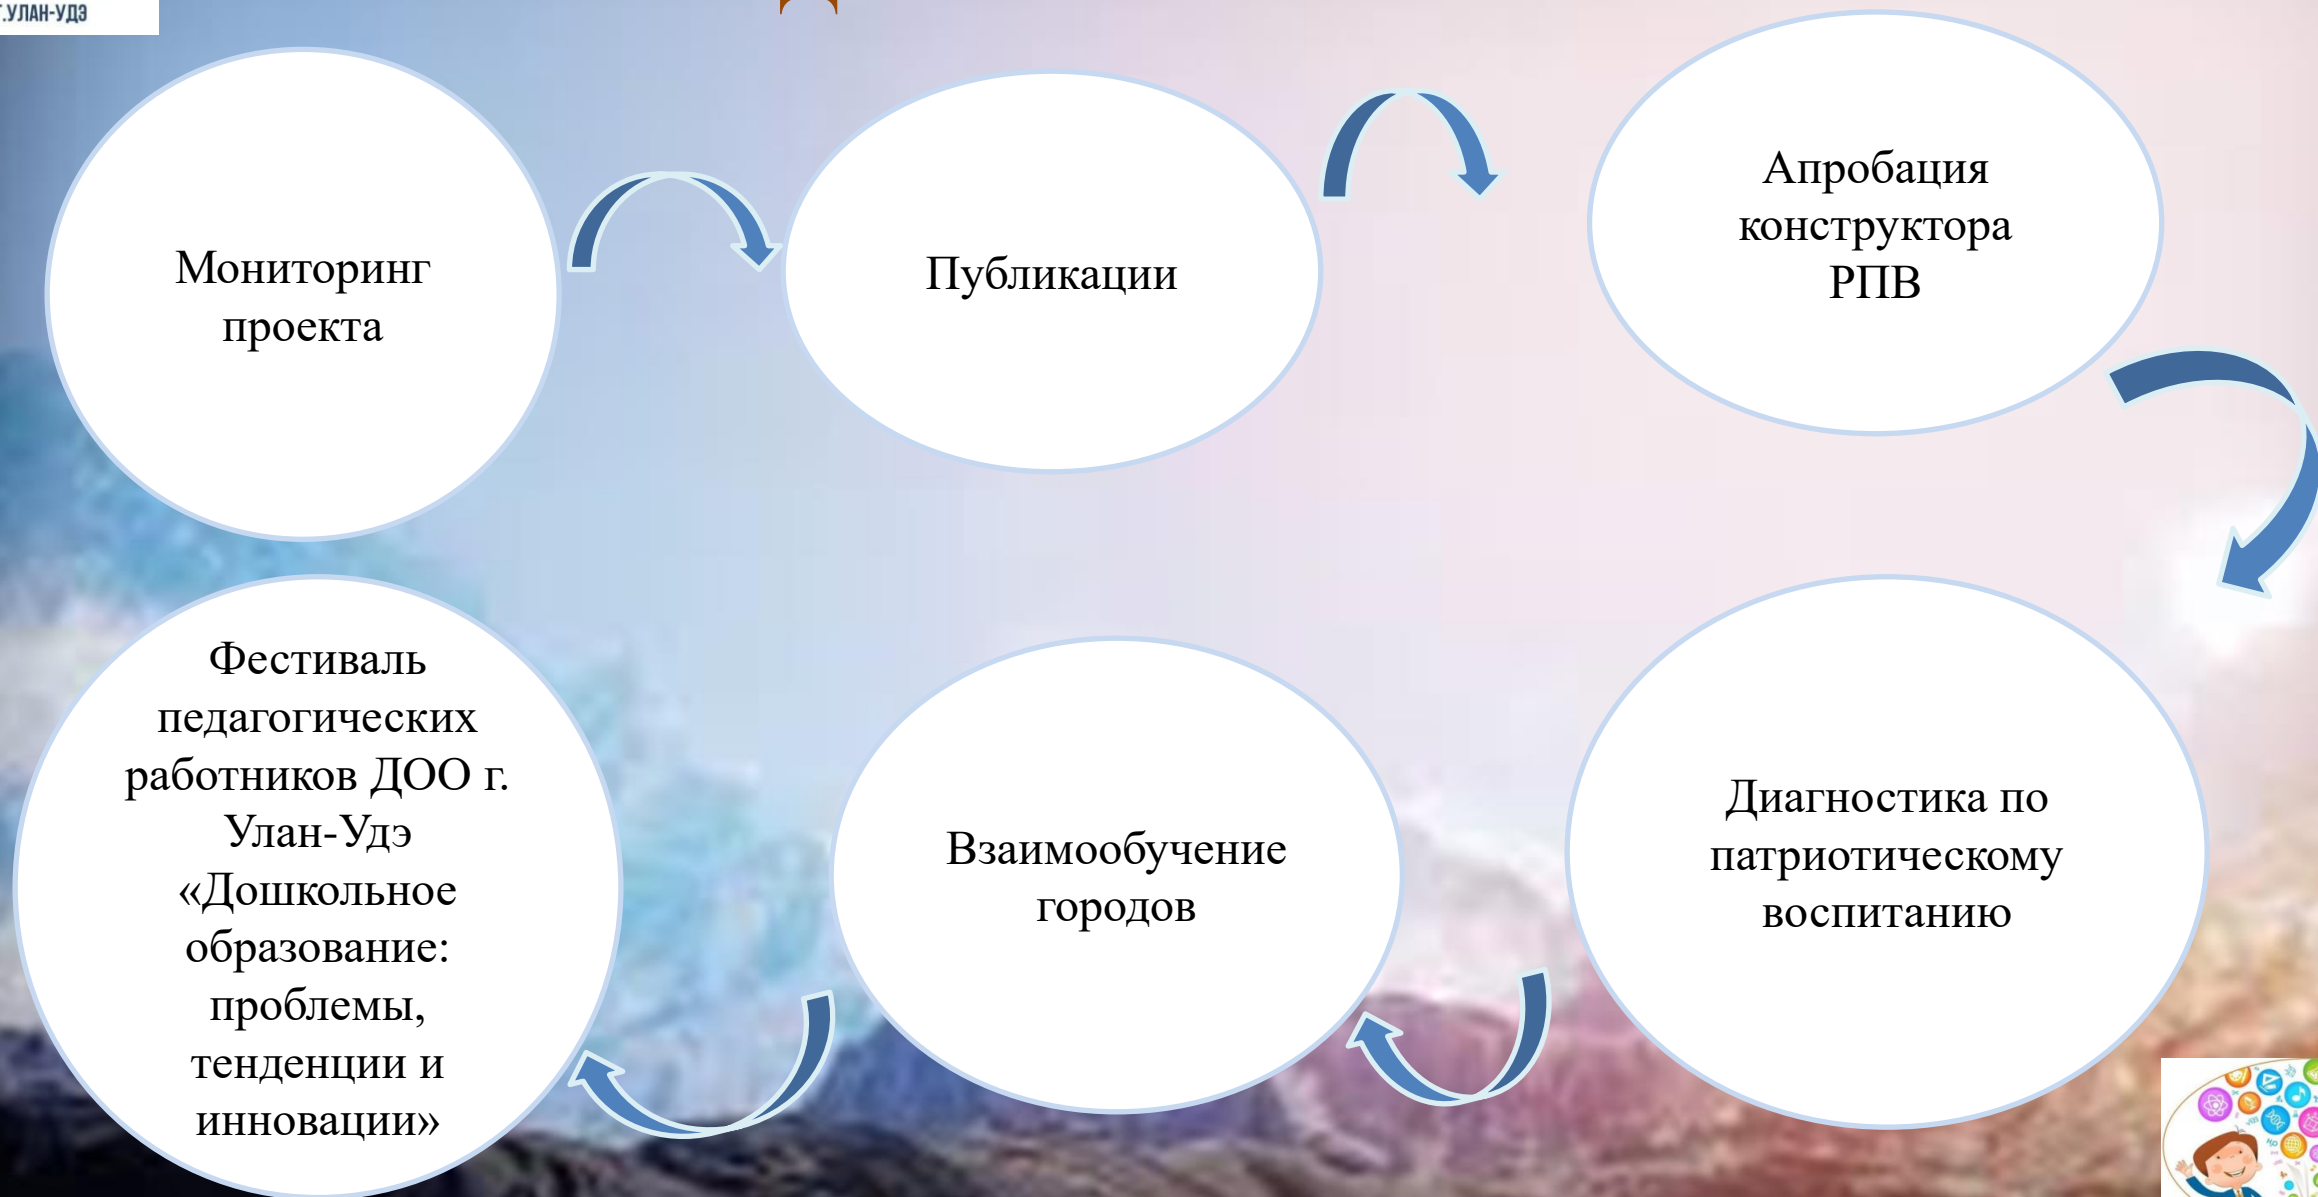 г.УЛАН-УДЭ
Мониторинг
проекта
Публикации
Апробация
конструктора
РПВ
Диагностика по
патриотическому
воспитанию
Взаимообучение
городов
Фестиваль
педагогических
работников ДОО г.
Улан-Удэ
«Дошкольное
образование:
проблемы,
тенденции и
инновации»